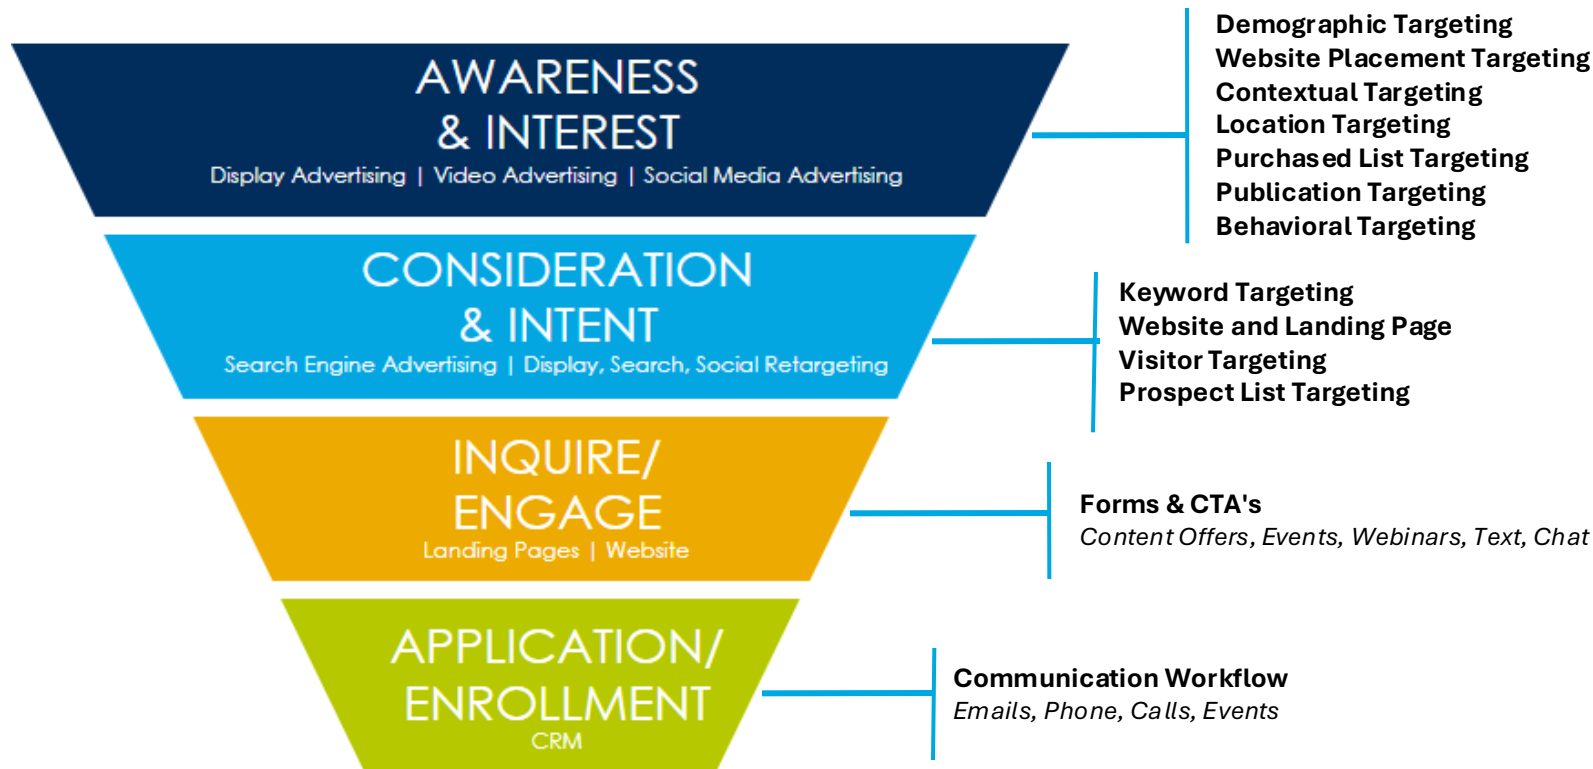 AWARENESS
& INTEREST
Display Advertising | Video Advertising | Social Media Advertising
Demographic Targeting
Website Placement Targeting
Contextual Targeting
Location Targeting
Purchased List Targeting
Publication Targeting
Behavioral Targeting
CONSIDERATION
& INTENT
Search Engine Advertising | Display, Search, Social Retargeting
Keyword Targeting
Website and Landing Page
Visitor Targeting
Prospect List Targeting
INQUIRE/
ENGAGE
Landing Pages | Website
Forms & CTA's
Content Offers, Events, Webinars, Text, Chat
APPLICATION/
ENROLLMENT
CRM
Communication Workflow
Emails, Phone, Calls, Events